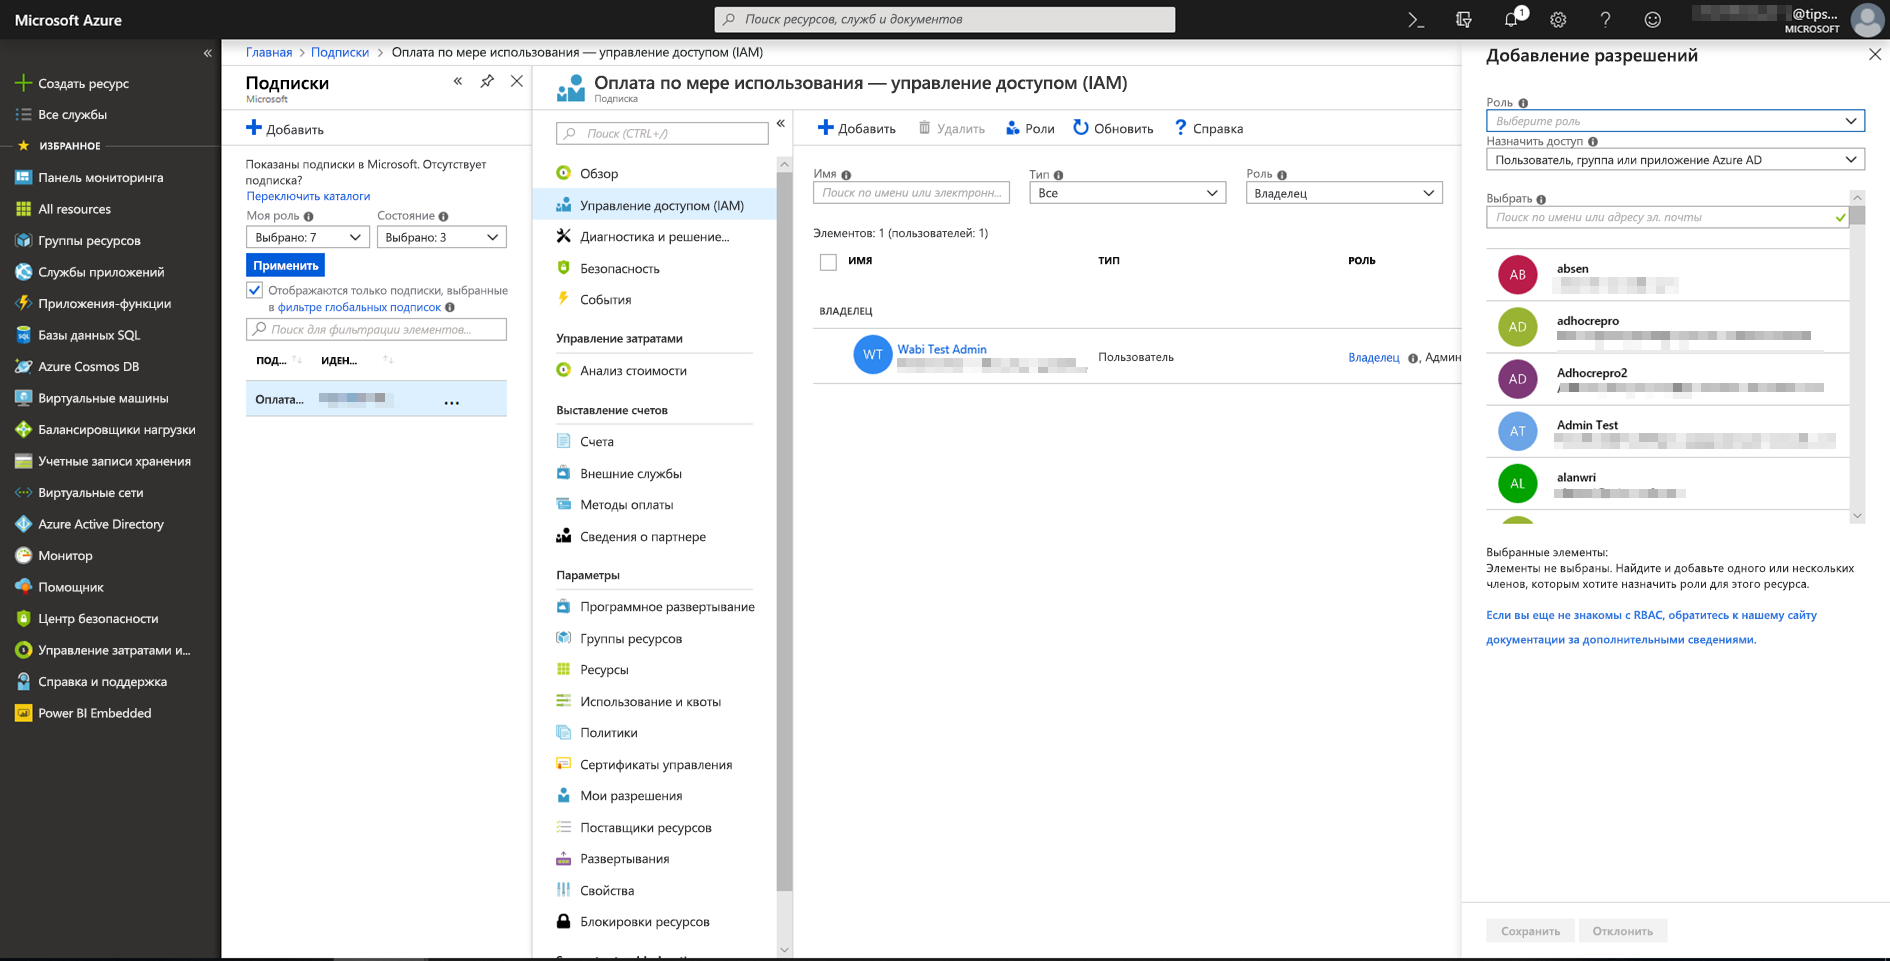 Microsoft Azure
Поиск ресурсов, служб и документов
1
@tips...
MICROSOFT
Создать ресурс
Все службы
ИЗБРАННОЕ
Панель мониторинга
All resources
Группы ресурсов
Службы приложений
Приложения-функции
Базы данных SQL
Azure Cosmos DB
Виртуальные машины
Балансировщики нагрузки
Учетные записи хранения
Виртуальные сети
Azure Active Directory
Монитор
Помощник
Центр безопасности
Управление затратами и...
Справка и поддержка
Power BI Embedded
Главная > Подписки > Оплата по мере использования — управление доступом (IAM)
Подписки
Microsoft
Добавить
Показаны подписки в Microsoft. Отсутствует
подписка?
Переключить каталоги
Моя роль Состояние
Выбрано: 7 Выбрано: 3
Применить
Отображаются только подписки, выбранные
в фильтре глобальных подписок
Поиск для фильтрации элементов...
ПОД... ИДЕН...
Оплата... ...
Оплата по мере использования — управление доступом (IAM)
Подписка
Поиск (CTRL+/)
Обзор
Управление доступом (IAM)
Диагностика и решение...
Безопасность
События
Управление затратами
Анализ стоимости
Выставление счетов
Счета
Внешние службы
Методы оплаты
Сведения о партнере
Параметры
Программное развертывание
Группы ресурсов
Ресурсы
Использование и квоты
Политики
Сертификаты управления
Мои разрешения
Поставщики ресурсов
Развертывания
Свойства
Блокировки ресурсов
Добавить Удалить Роли Обновить Справка
Имя Тип Роль
Поиск по имени или электронн... Все Владелец
Элементов: 1 (пользователей: 1)
ИМЯ ТИП РОЛЬ
ВЛАДЕЛЕЦ
WT Wabi Test Admin
Пользователь Владелец , Админ
Добавление разрешений
Роль
Выберите роль
Назначить доступ
Пользователь, группа или приложение Azure AD
Выбрать
Поиск по имени или адресу эл. почты
AB absen
AD adhocrepro
AD Adhocrepro2
AT Admin Test
AL alanwri
Выбранные элементы:
Элементы не выбраны. Найдите и добавьте одного или нескольких
членов, которым хотите назначить роли для этого ресурса.
Если вы еще не знакомы с RBAC, обратитесь к нашему сайту
документации за дополнительными сведениями.
Сохранить Отклонить